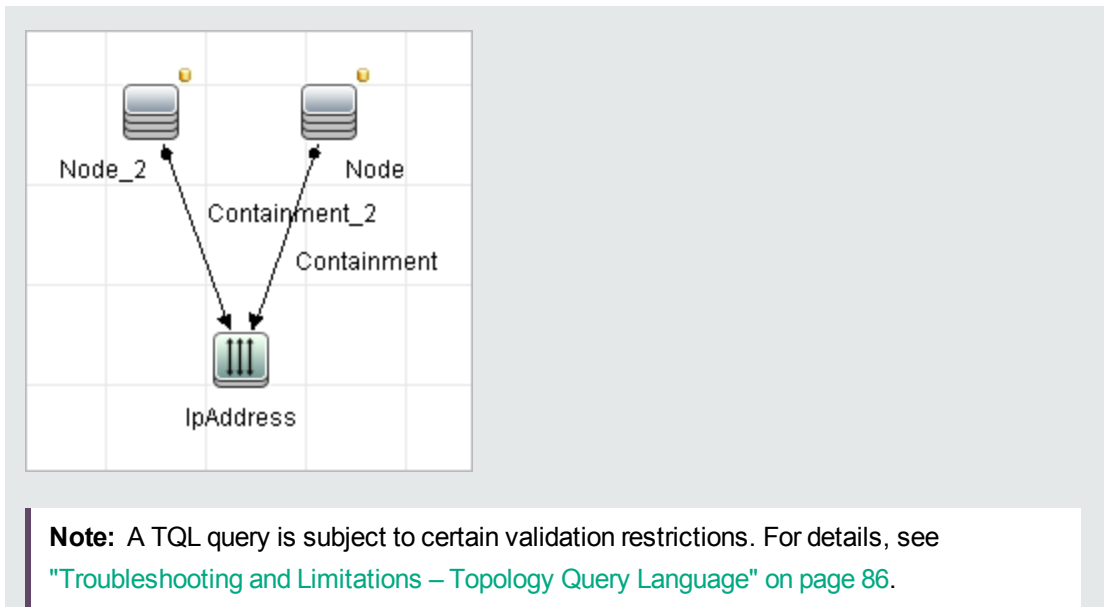 Node_2
Node
Containment_2
Containment
IpAddress
Note: A TQL query is subject to certain validation restrictions. For details, see
"Troubleshooting and Limitations – Topology Query Language" on page 86.